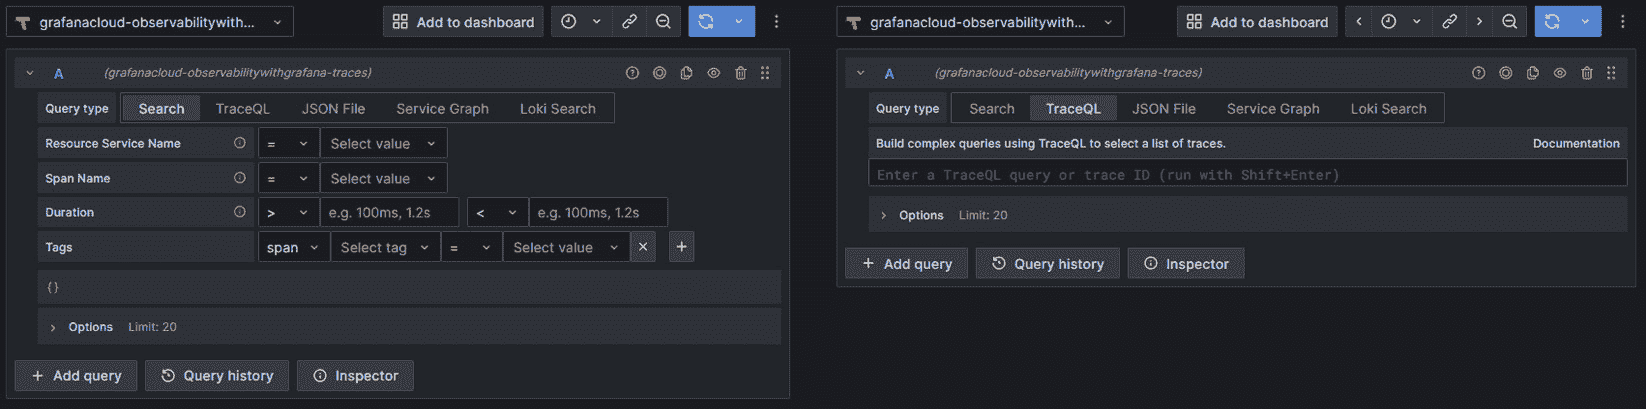 grafanacloud-observabilitywith...
Add to dashboard
A
(grafanacloud-observabilitywithgrafana-traces)
Query type
Search
TraceQL
JSON File
Service Graph
Loki Search
Resource Service Name
=
Select value
Span Name
=
Select value
Duration
>
e.g. 100ms, 1.2s
<
e.g. 100ms, 1.2s
Tags
span
Select tag
=
Select value
{}
Options
Limit: 20
+ Add query
Query history
Inspector
grafanacloud-observabilitywith...
Add to dashboard
A
(grafanacloud-observabilitywithgrafana-traces)
Query type
Search
TraceQL
JSON File
Service Graph
Loki Search
Build complex queries using TraceQL to select a list of traces.
Documentation
Enter a TraceQL query or trace ID (run with Shift+Enter)
Options
Limit: 20
+ Add query
Query history
Inspector